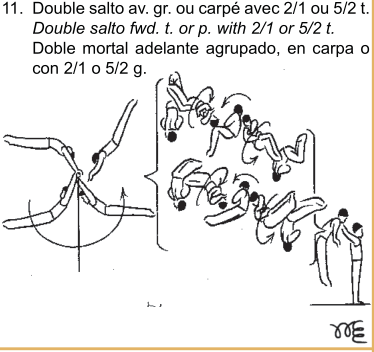 11. Double salto av. gr. ou carpé avec 2/1 ou 5/2 t.
Double salto fwd. t. or p. with 2/1 or 5/2 t.
Doble mortal adelante agrupado, en carpa o
con 2/1 o 5/2 g.